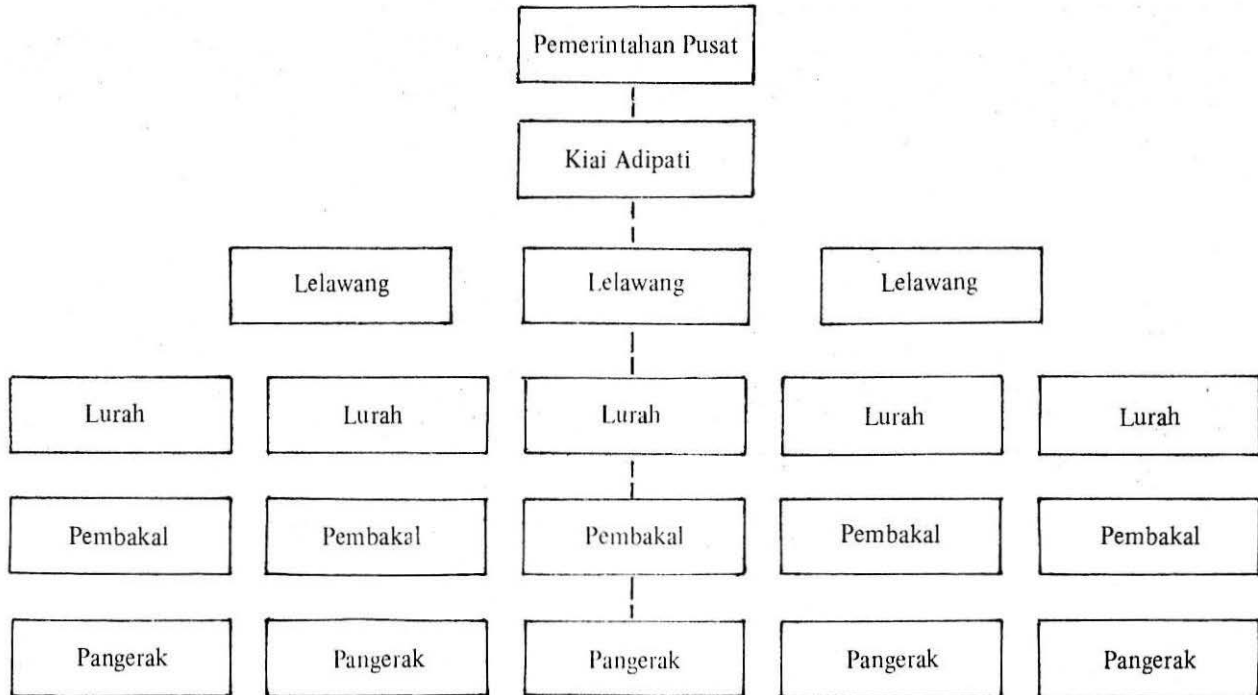 Pemerintahan Pusat
Kiai Adipati
Lelawang Lelawang Lelawang
Lurah Lurah Lurah Lurah Lurah
Pembakal Pembakal Pembakal Pembakal Pembakal
Pangerak Pangerak Pangerak Pangerak Pangerak